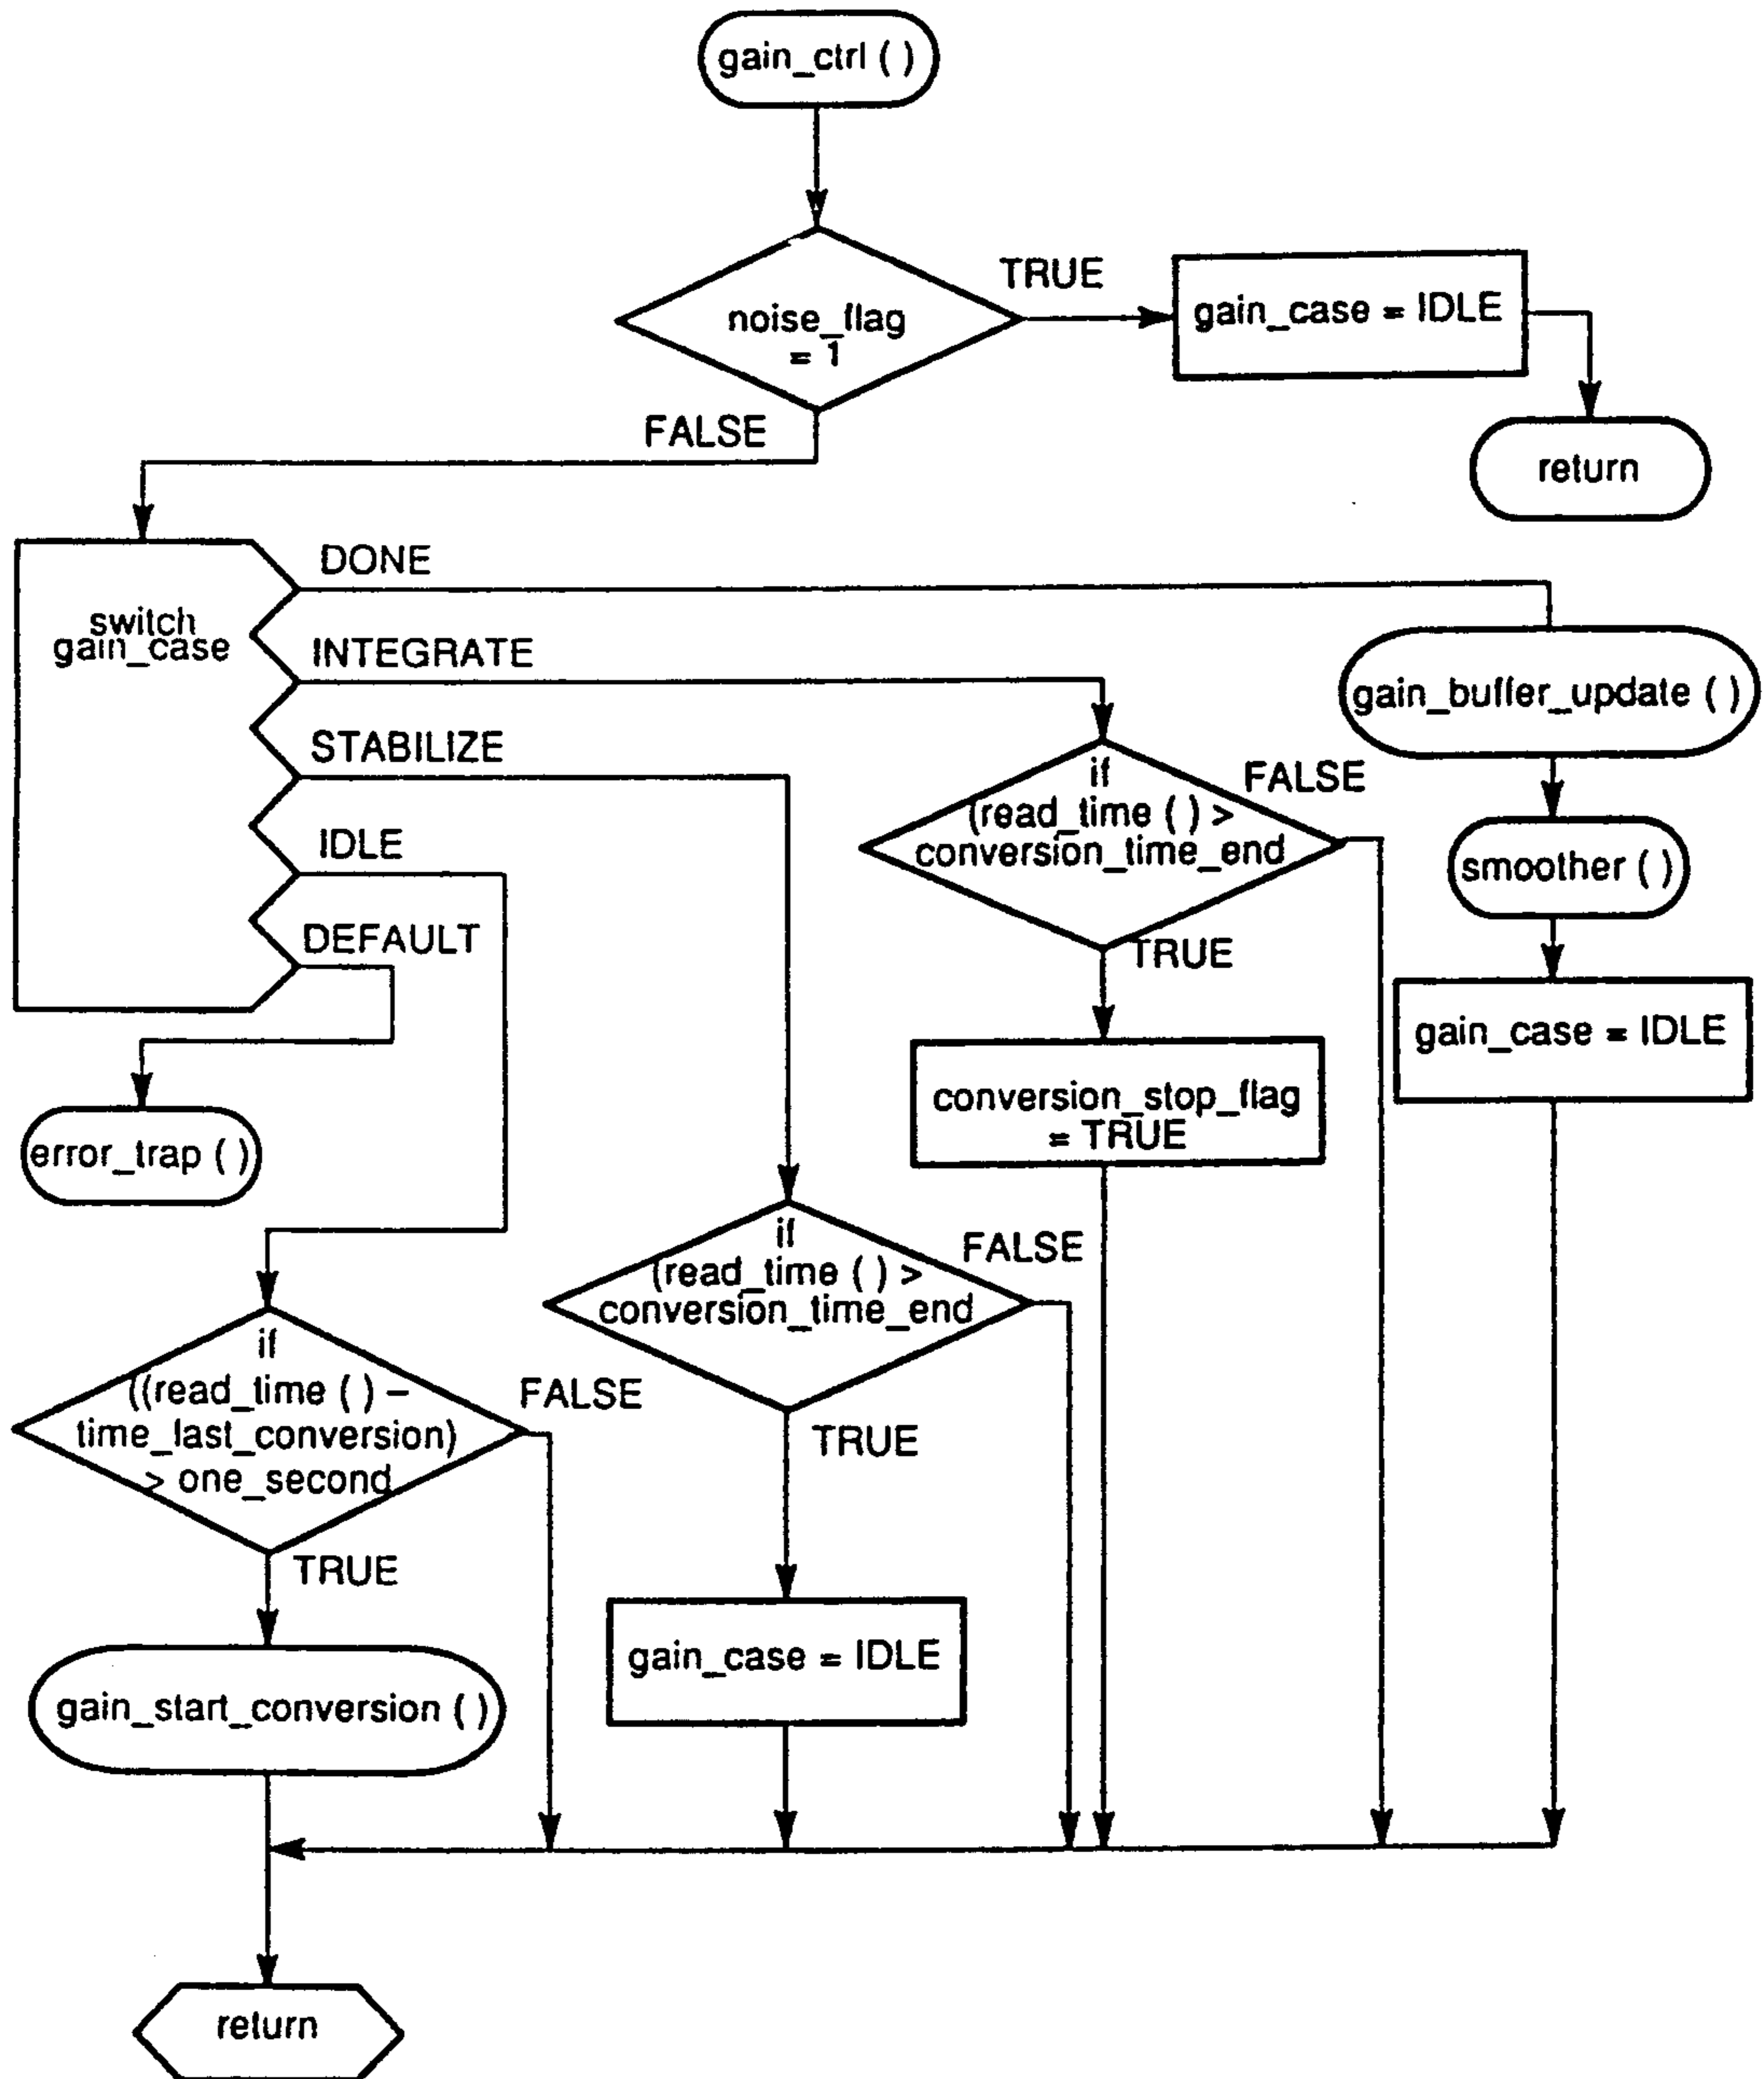 gain_ctrl ( )
noise_flag
= 1
TRUE
gain_case = IDLE
return
FALSE
switch
gain_case
DONE
INTEGRATE
STABILIZE
IDLE
DEFAULT
error_trap ( )
gain_buffer_update ( )
smoother ( )
gain_case = IDLE
if
(read_time ( ) >
conversion_time_end
FALSE
TRUE
conversion_stop_flag
= TRUE
if
(read_time ( ) >
conversion_time_end
FALSE
TRUE
gain_case = IDLE
if
((read_time ( ) –
time_last_conversion)
> one_second
FALSE
TRUE
gain_start_conversion ( )
return